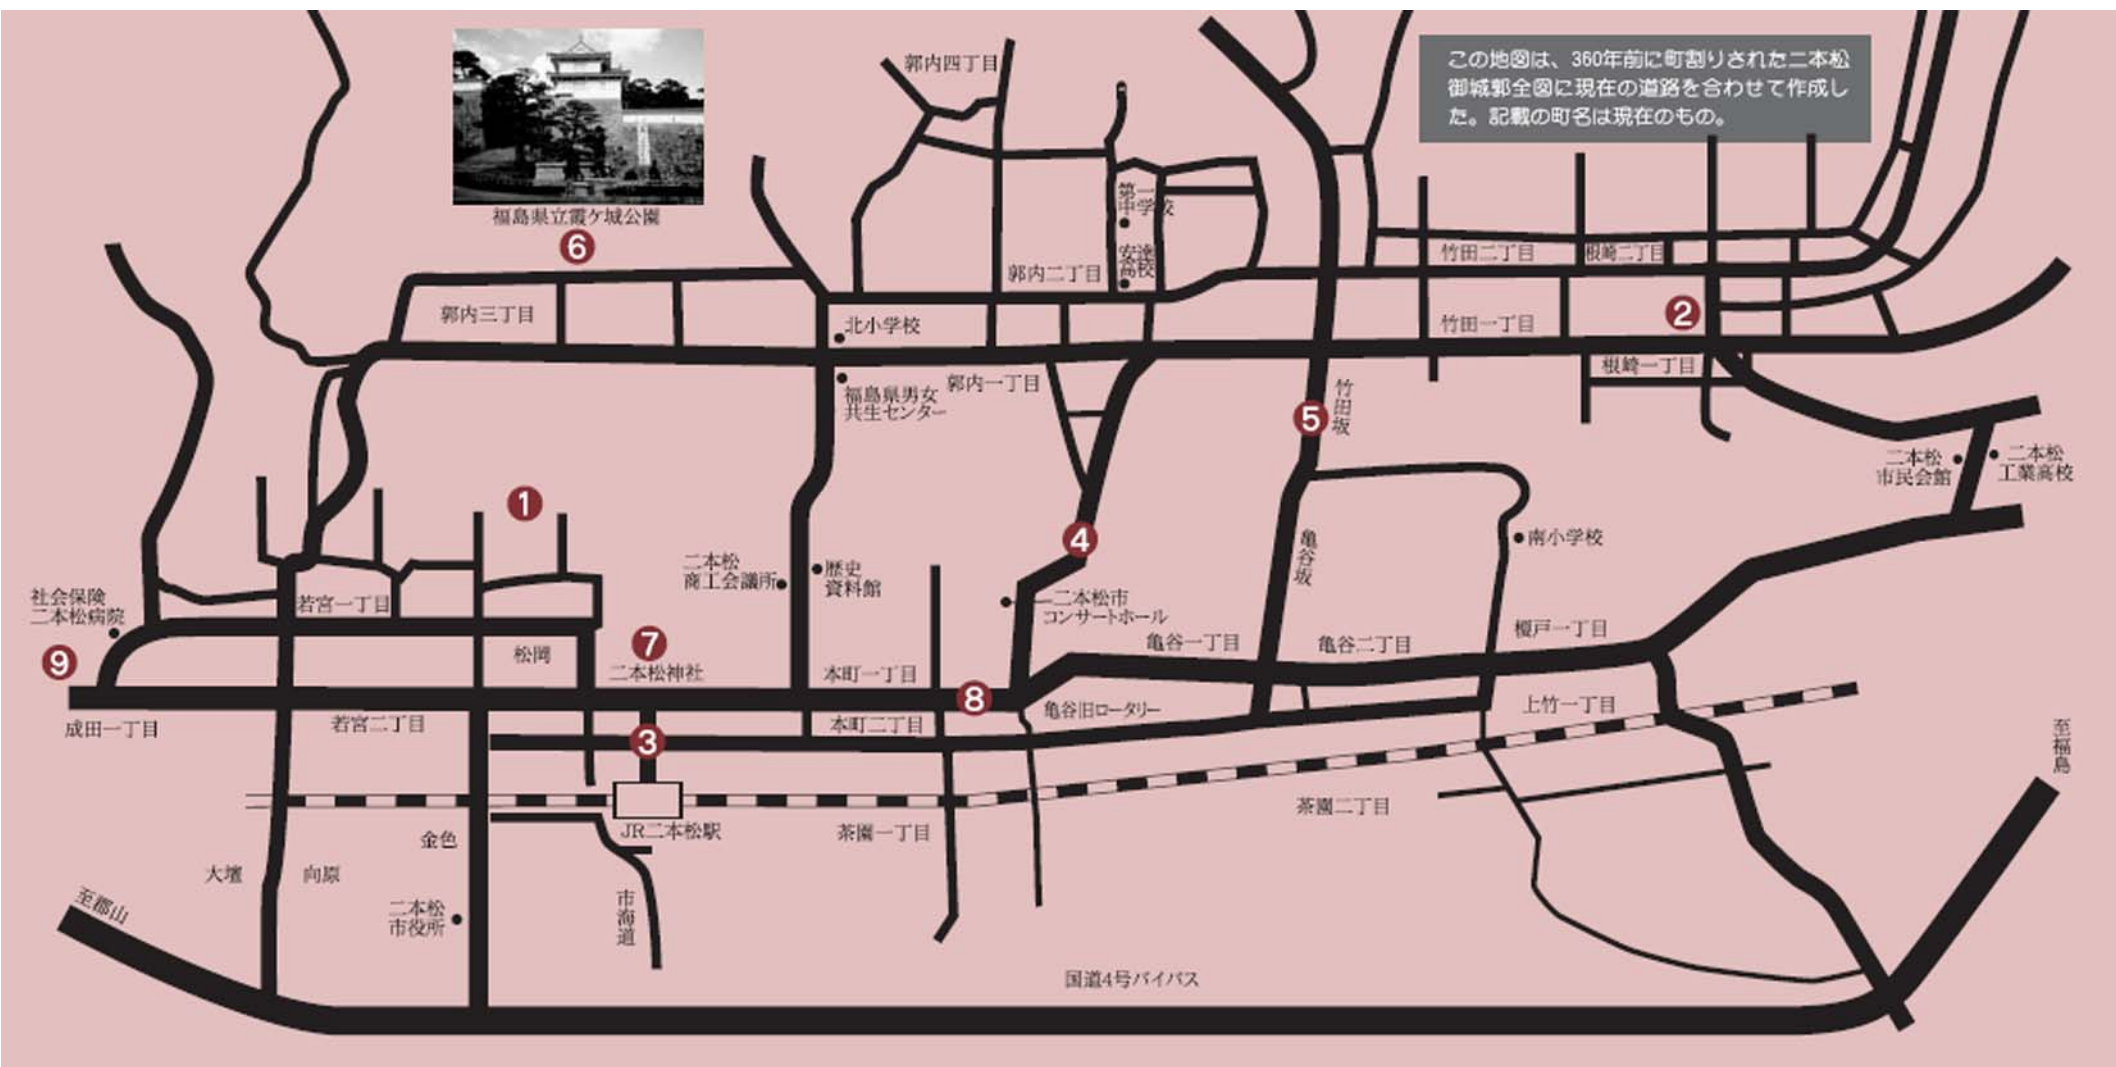 この地図は、360年前に町割りされた二本松
御城郭全図に現在の道路を合わせて作成し
た。記載の町名は現在のもの。
郭内四丁目
福島県立霞ケ城公園
6
第一
中学校
安達
高校
郭内二丁目
竹田二丁目
根崎二丁目
郭内三丁目
北小学校
竹田一丁目
2
根崎一丁目
郭内一丁目
福島県男女
共生センター
5
竹田坂
二本松
市民会館
二本松
工業高校
1
4
亀谷坂
南小学校
二本松
商工会議所
歴史
資料館
社会保険
二本松病院
若宮一丁目
二本松市
コンサートホール
9
松岡
7
二本松神社
本町一丁目
亀谷一丁目
亀谷二丁目
榎戸一丁目
8
成田一丁目
若宮二丁目
3
本町二丁目
亀谷旧ロータリー
上竹一丁目
至福島
JR二本松駅
金色
茶園一丁目
茶園二丁目
大壇
向原
至郡山
二本松
市役所
市海道
国道4号バイパス